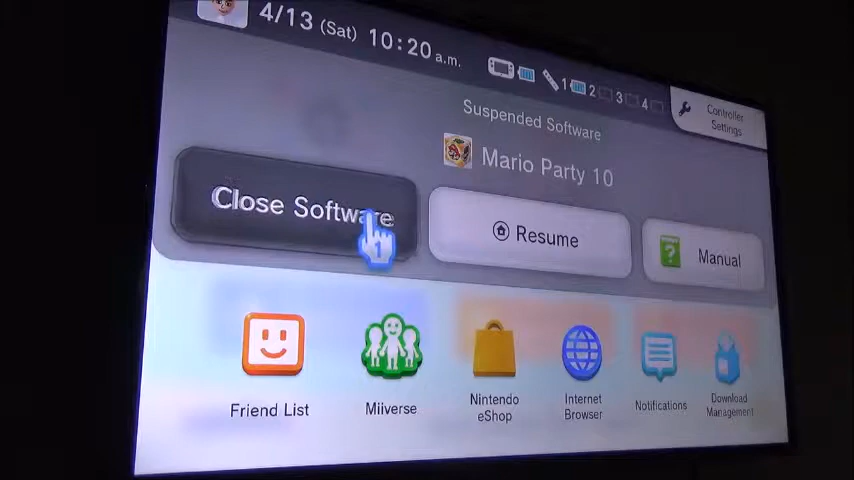 4/13 (Sat) 10:20 a.m.
1 2 3 4
Controller
Settings
Suspended Software
Mario Party 10
Close Software
Resume
? Manual
1
Friend List
Miiverse
Nintendo
eShop
Internet
Browser
Notifications
Download
Management